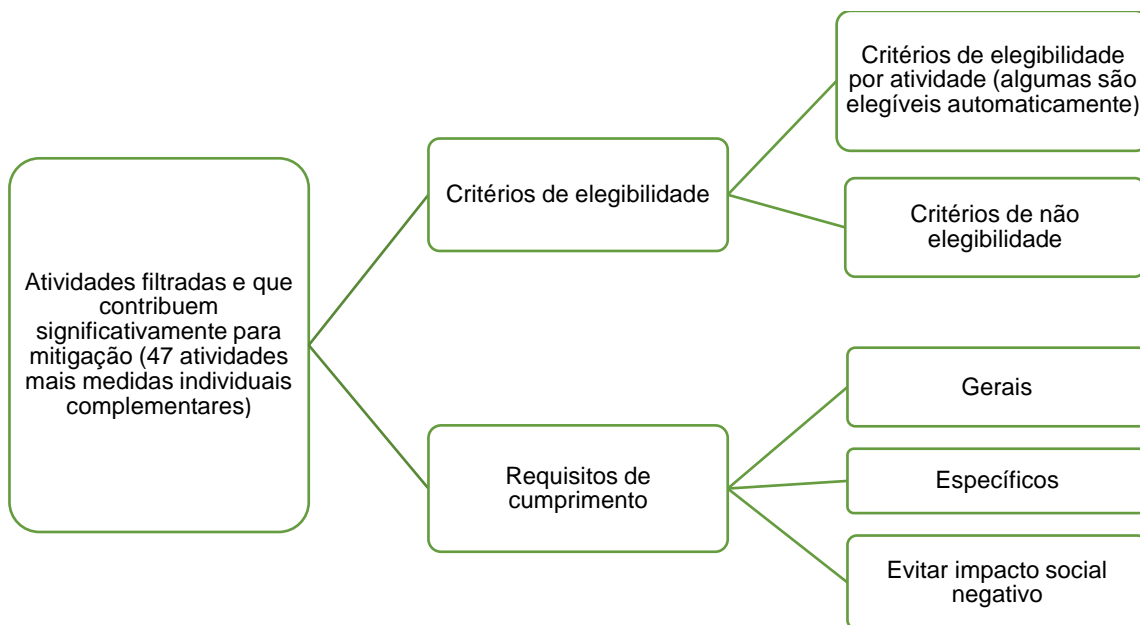 Atividades filtradas e que
contribuem
significativamente para
mitigação (47 atividades
mais medidas individuais
complementares)
Critérios de elegibilidade
Critérios de elegibilidade
por atividade (algumas são
elegíveis automaticamente)
Critérios de não
elegibilidade
Requisitos de
cumprimento
Gerais
Específicos
Evitar impacto social
negativo